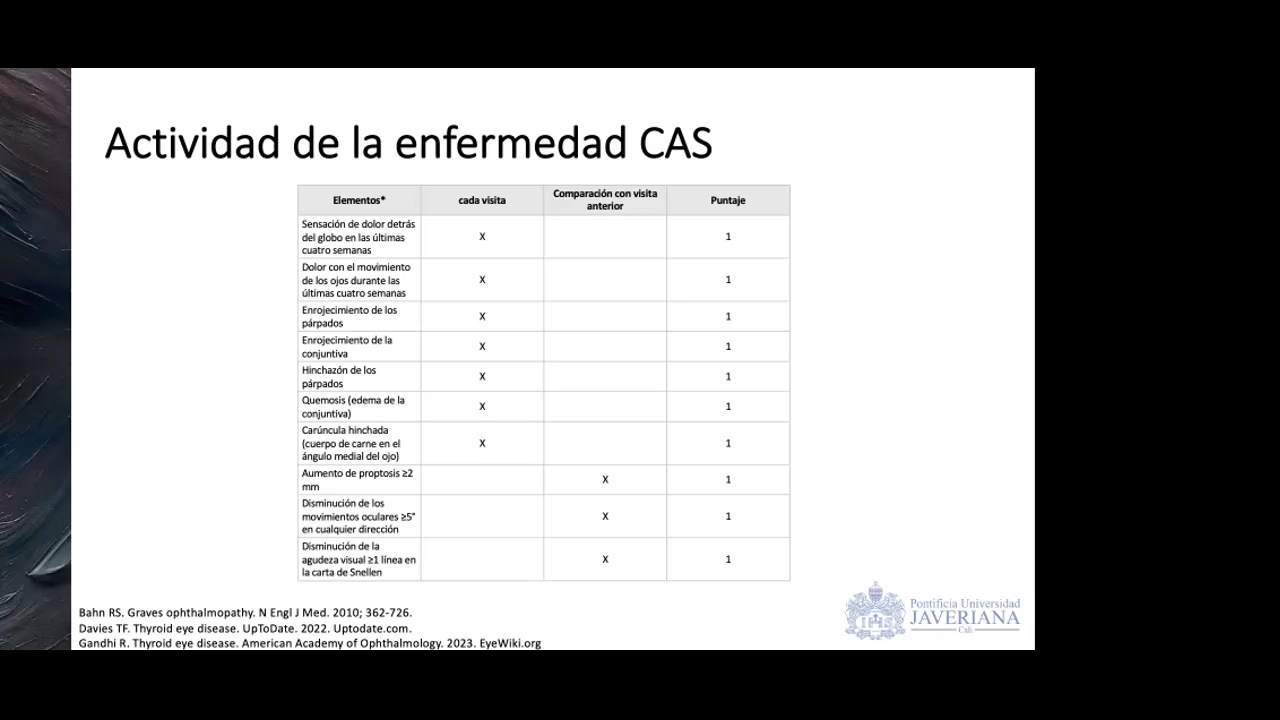 Actividad de la enfermedad CAS
Elementos* cada visita Comparación con visita anterior Puntaje
Sensación de dolor detrás
del globo en las últimas
cuatro semanas
X 1
Dolor con el movimiento
de los ojos durante las
últimas cuatro semanas
X 1
Enrojecimiento de los
párpados
X 1
Enrojecimiento de la
conjuntiva
X 1
Hinchazón de los
párpados
X 1
Quemosis (edema de la
conjuntiva)
X 1
Carúncula hinchada
(cuerpo de carne en el
ángulo medial del ojo)
X 1
Aumento de proptosis ≥2
mm
X 1
Disminución de los
movimientos oculares ≥5°
en cualquier dirección
X 1
Disminución de la
agudeza visual ≥1 línea en
la carta de Snellen
X 1
Bahn RS. Graves ophthalmopathy. N Engl J Med. 2010; 362-726.
Davies TF. Thyroid eye disease. UpToDate. 2022. Uptodate.com.
Gandhi R. Thyroid eye disease. American Academy of Ophthalmology. 2023. EyeWiki.org
Pontificia Universidad
JAVERIANA
Cali